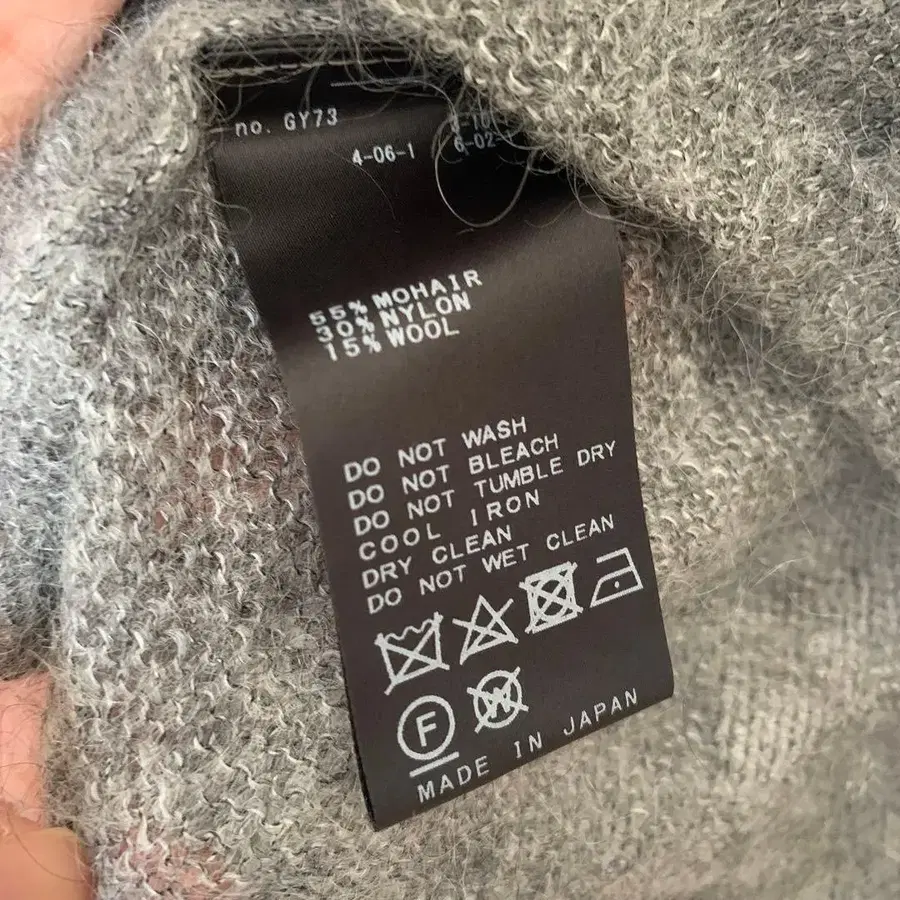 no. GY73
4-06-1
55% MOHAIR
30% NYLON
15% WOOL
DO NOT WASH
DO NOT BLEACH
DO NOT TUMBLE DRY
COOL IRON
DRY CLEAN
DO NOT WET CLEAN
F W
MADE IN JAPAN